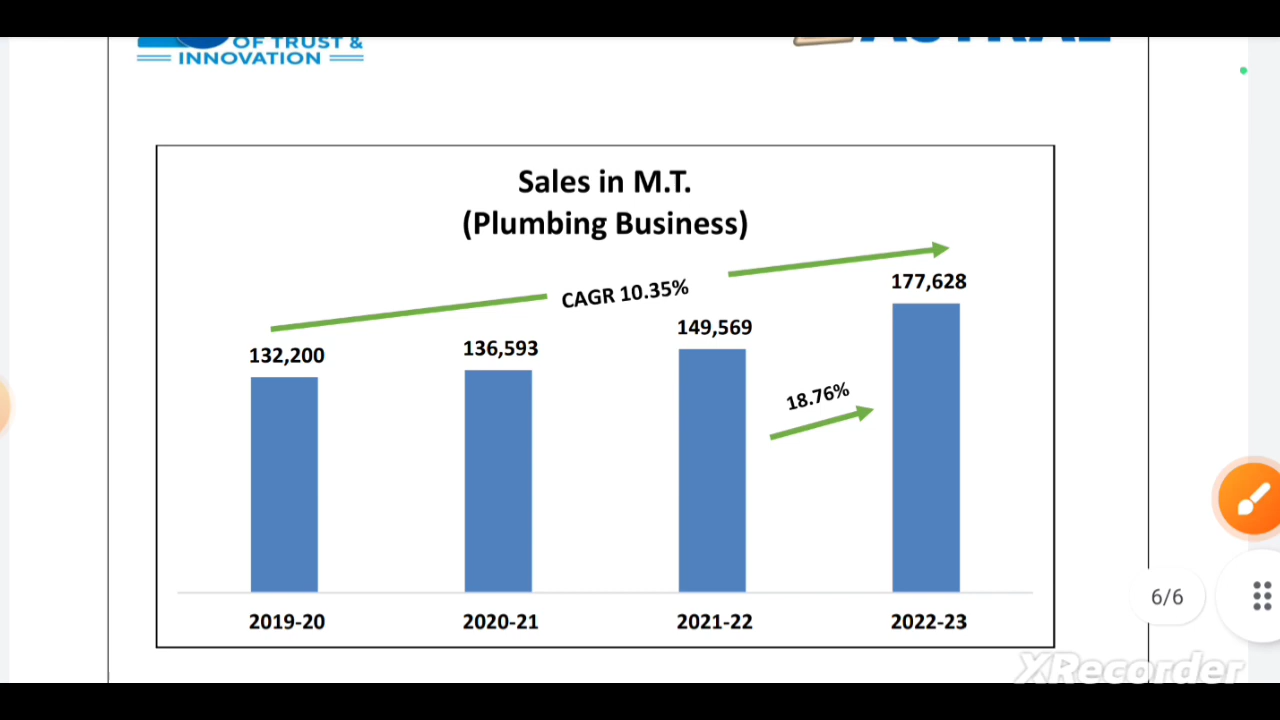 OF TRUST &
INNOVATION
ASTRAL
Sales in M.T.
(Plumbing Business)
CAGR 10.35%
177,628
149,569
136,593
132,200
18.76%
2019-20 2020-21 2021-22 2022-23
6/6
XRecorder